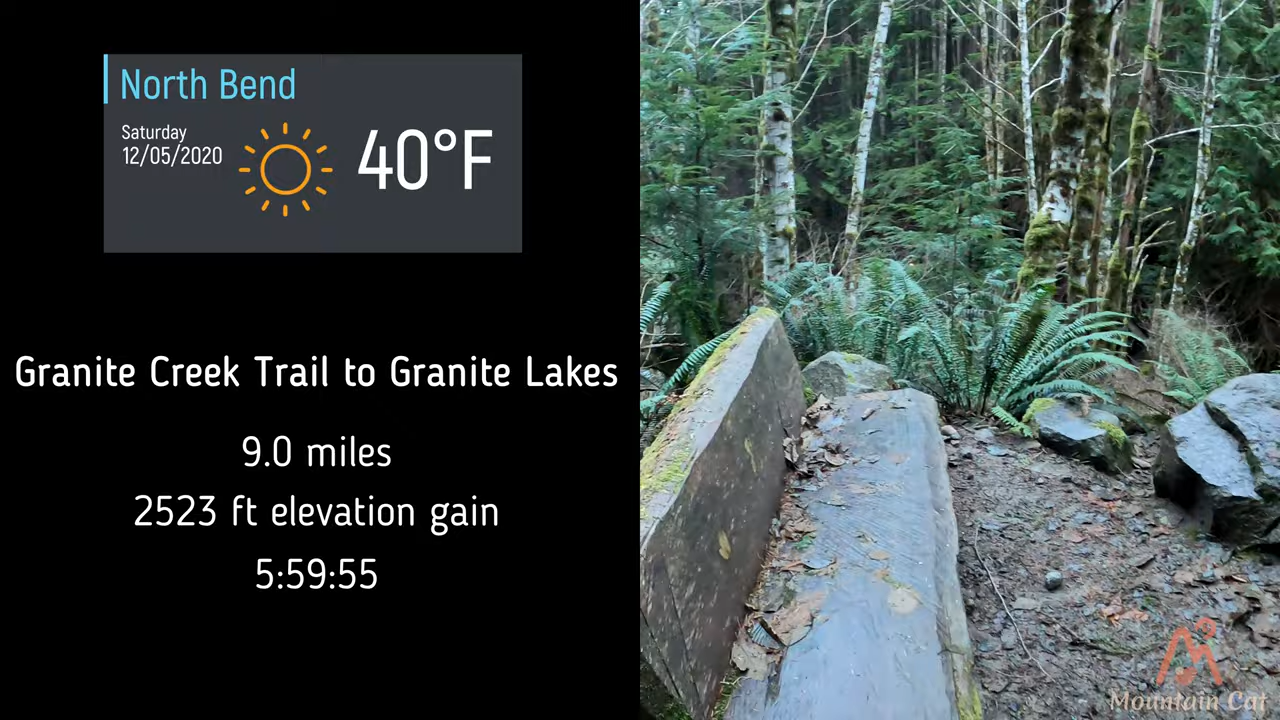 North Bend
Saturday
12/05/2020
40°F
Granite Creek Trail to Granite Lakes
9.0 miles
2523 ft elevation gain
5:59:55
Mountain Cat